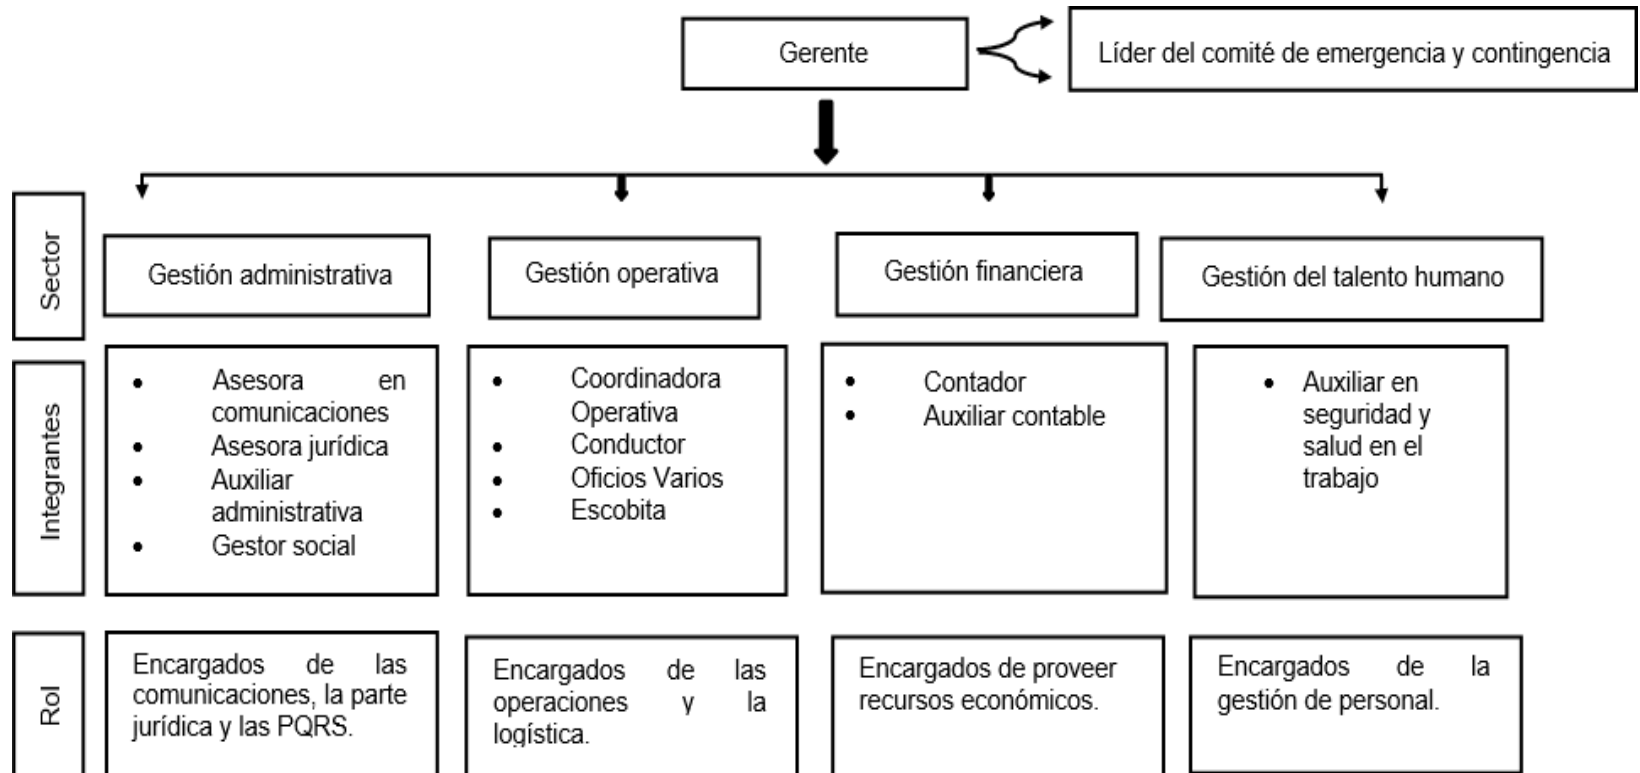 Gerente
Líder del comité de emergencia y contingencia
Sector
Gestión administrativa
Gestión operativa
Gestión financiera
Gestión del talento humano
Integrantes
• Asesora en
comunicaciones
• Asesora jurídica
• Auxiliar
administrativa
• Gestor social
• Coordinadora
Operativa
• Conductor
• Oficios Varios
• Escobita
• Contador
• Auxiliar contable
• Auxiliar en
seguridad y
salud en el
trabajo
Rol
Encargados de las
comunicaciones, la parte
jurídica y las PQRS.
Encargados de las
operaciones y la
logística.
Encargados de proveer
recursos económicos.
Encargados de la
gestión de personal.